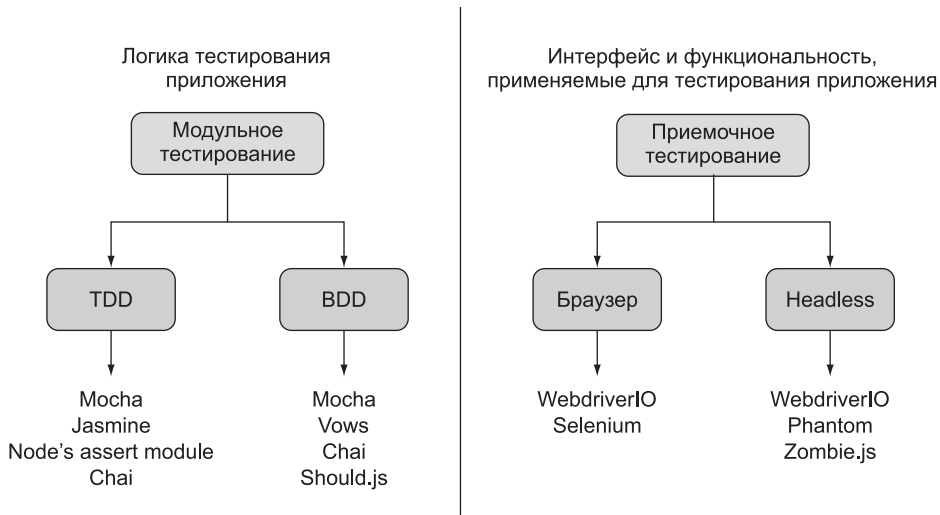 Логика тестирования
приложения
Модульное
тестирование
TDD
BDD
Mocha
Jasmine
Node's assert module
Chai
Mocha
Vows
Chai
Should.js
Интерфейс и функциональность,
применяемые для тестирования приложения
Приемочное
тестирование
Браузер
Headless
WebdriverIO
Selenium
WebdriverIO
Phantom
Zombie.js